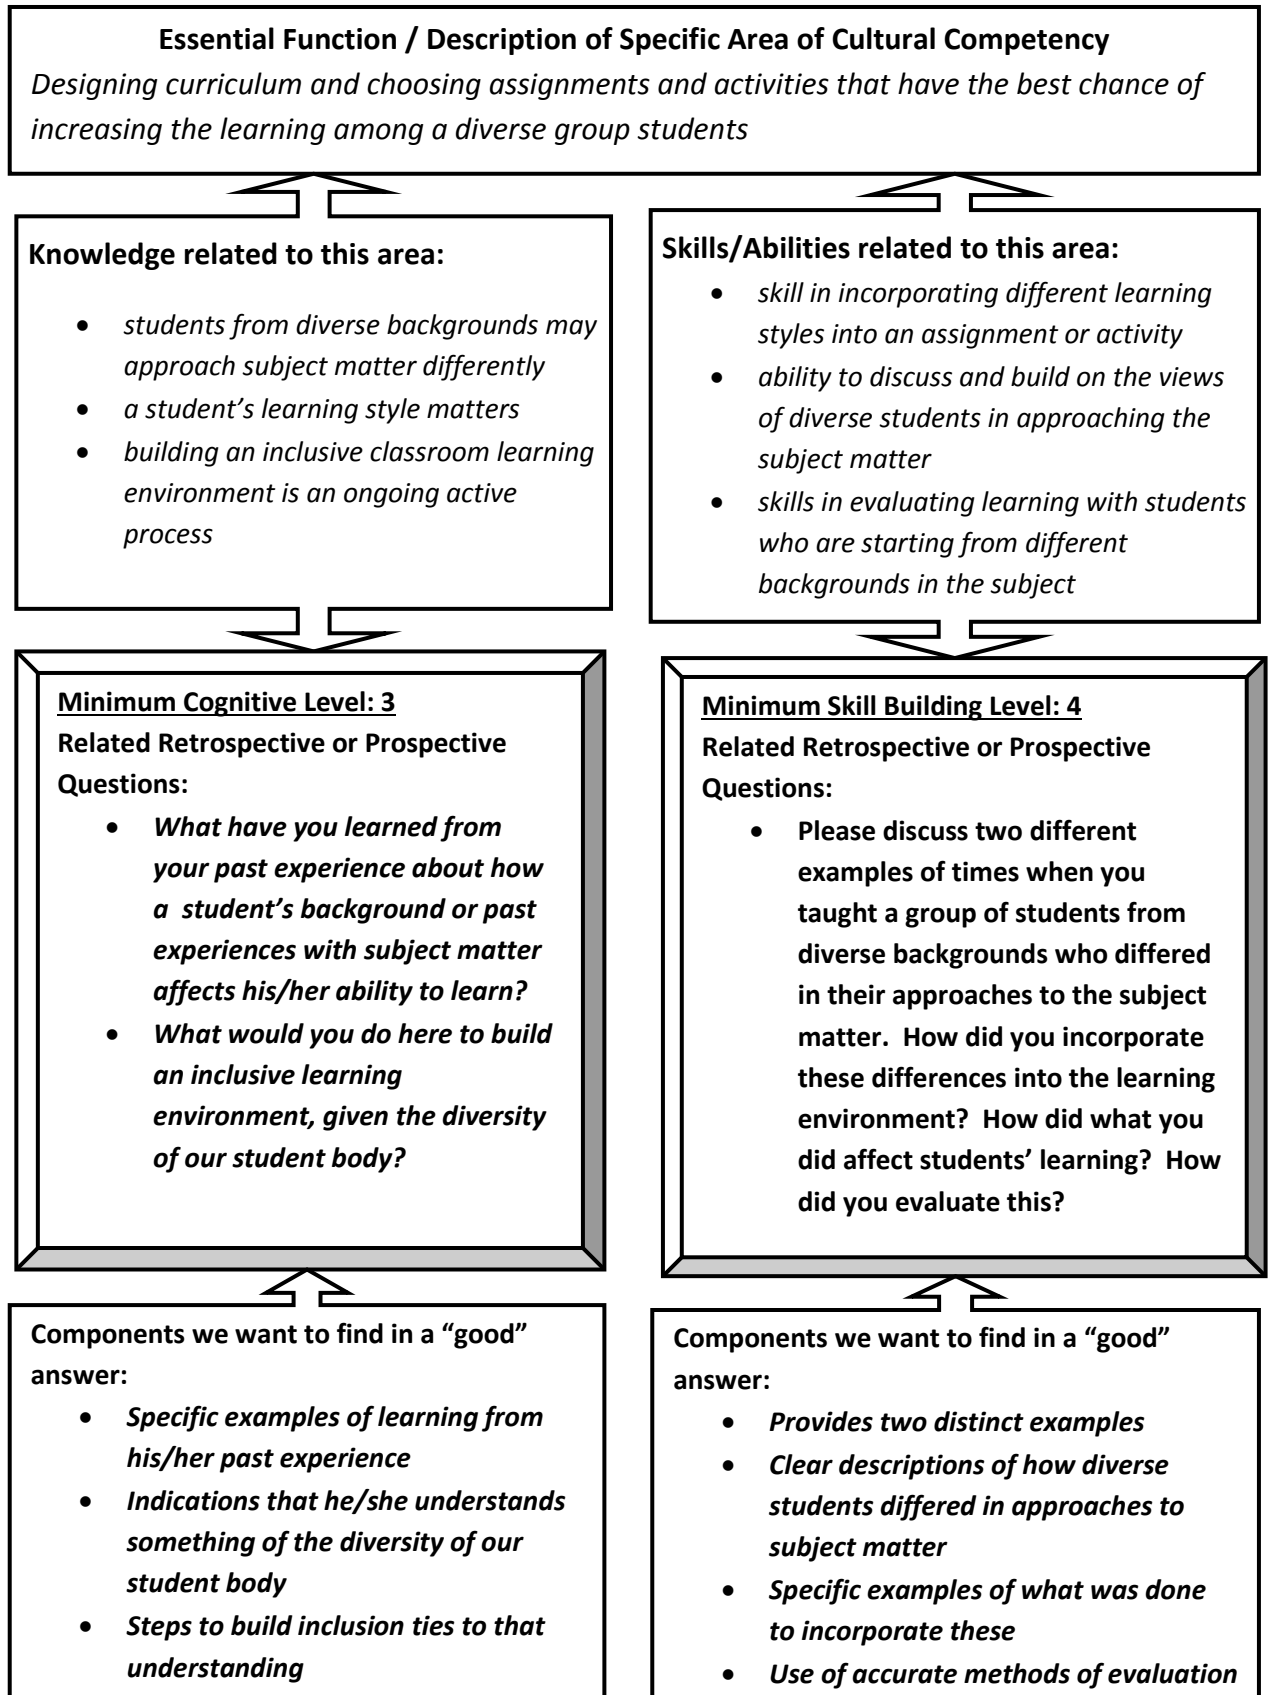 Essential Function / Description of Specific Area of Cultural Competency
Designing curriculum and choosing assignments and activities that have the best chance of
increasing the learning among a diverse group students
Knowledge related to this area:
• students from diverse backgrounds may
approach subject matter differently
• a student's learning style matters
• building an inclusive classroom learning
environment is an ongoing active
process
Skills/Abilities related to this area:
• skill in incorporating different learning
styles into an assignment or activity
• ability to discuss and build on the views
of diverse students in approaching the
subject matter
• skills in evaluating learning with students
who are starting from different
backgrounds in the subject
Minimum Cognitive Level: 3
Related Retrospective or Prospective
Questions:
• What have you learned from
your past experience about how
a student's background or past
experiences with subject matter
affects his/her ability to learn?
• What would you do here to build
an inclusive learning
environment, given the diversity
of our student body?
Minimum Skill Building Level: 4
Related Retrospective or Prospective
Questions:
• Please discuss two different
examples of times when you
taught a group of students from
diverse backgrounds who differed
in their approaches to the subject
matter. How did you incorporate
these differences into the learning
environment? How did what you
did affect students' learning? How
did you evaluate this?
Components we want to find in a "good"
answer:
• Specific examples of learning from
his/her past experience
• Indications that he/she understands
something of the diversity of our
student body
• Steps to build inclusion ties to that
understanding
Components we want to find in a "good"
answer:
• Provides two distinct examples
• Clear descriptions of how diverse
students differed in approaches to
subject matter
• Specific examples of what was done
to incorporate these
• Use of accurate methods of evaluation